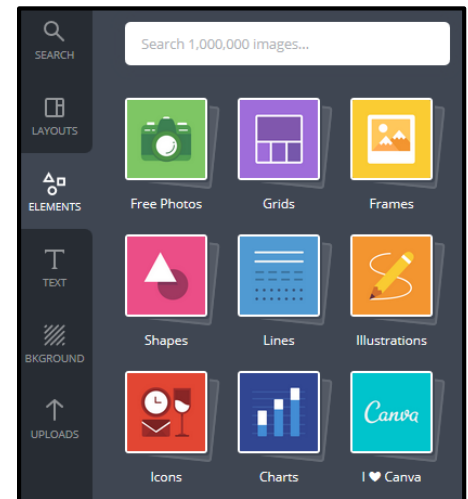 SEARCH
LAYOUTS
ELEMENTS
TEXT
BKGROUND
UPLOADS
Search 1,000,000 images...
Free Photos
Grids
Frames
Shapes
Lines
Illustrations
Canva
Icons
Charts
I ♥ Canva